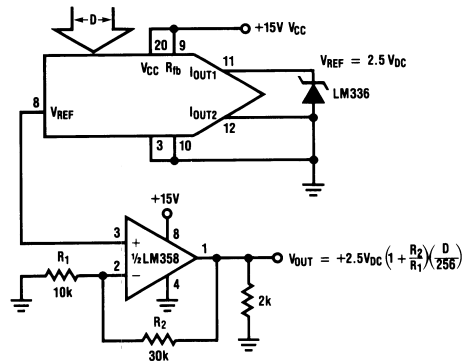 D
+15V VCC
20 9
VCC Rfb IOUT1 11
VREF = 2.5 VDC
LM336
8 VREF
IOUT2 12
3 10
+15V
3 + 8
½ LM358 1
VOUT = +2.5VDC (1 + R2/R1)(D/256)
R1 2 −
10k 4
2k
R2
30k